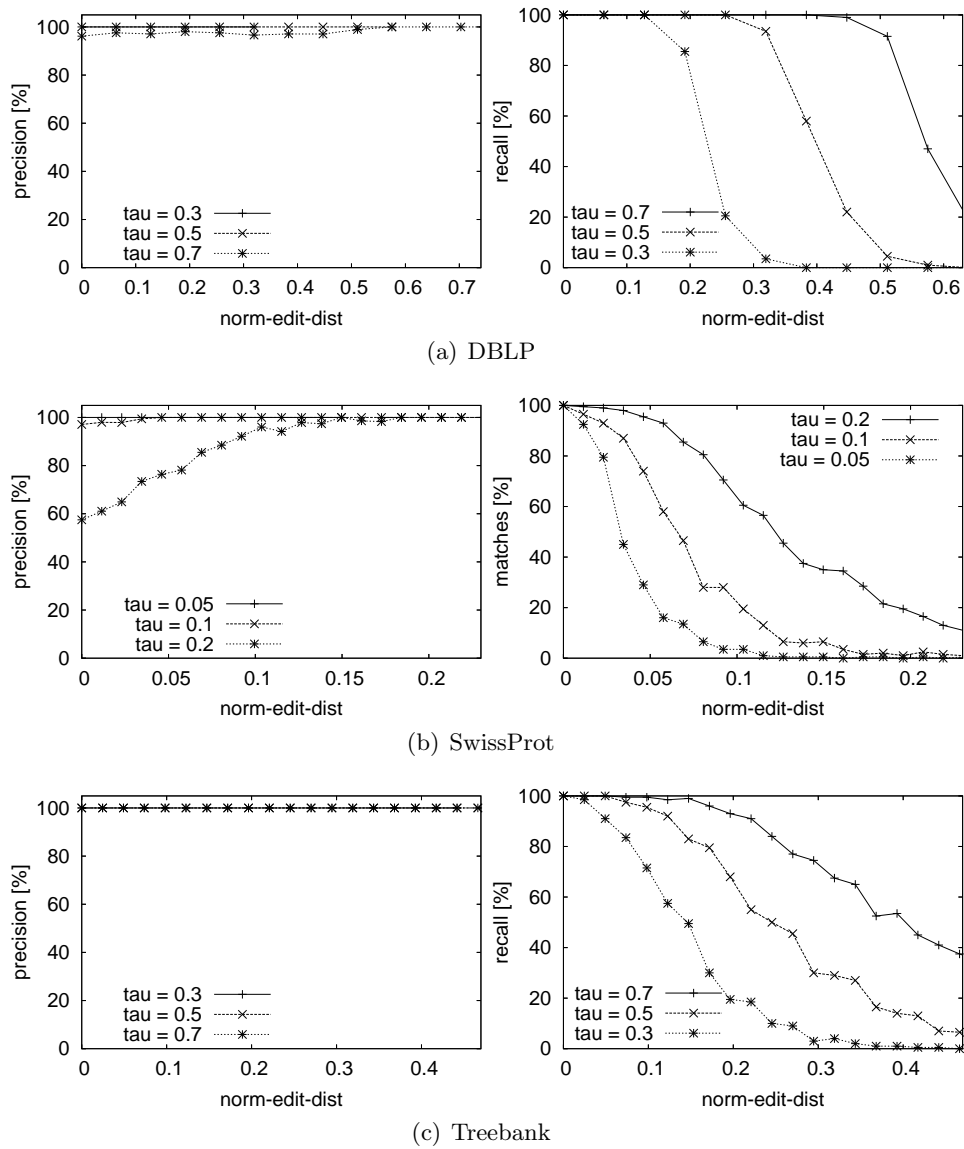 100
80
60
40
20
0
precision [%]
tau = 0.3
tau = 0.5
tau = 0.7
0 0.1 0.2 0.3 0.4 0.5 0.6 0.7
norm-edit-dist
100
80
60
40
20
0
recall [%]
tau = 0.7
tau = 0.5
tau = 0.3
0 0.1 0.2 0.3 0.4 0.5 0.6
norm-edit-dist
(a) DBLP
100
80
60
40
20
0
precision [%]
tau = 0.05
tau = 0.1
tau = 0.2
0 0.05 0.1 0.15 0.2
norm-edit-dist
100
80
60
40
20
0
matches [%]
tau = 0.2
tau = 0.1
tau = 0.05
0 0.05 0.1 0.15 0.2
norm-edit-dist
(b) SwissProt
100
80
60
40
20
0
precision [%]
tau = 0.3
tau = 0.5
tau = 0.7
0 0.1 0.2 0.3 0.4
norm-edit-dist
100
80
60
40
20
0
recall [%]
tau = 0.7
tau = 0.5
tau = 0.3
0 0.1 0.2 0.3 0.4
norm-edit-dist
(c) Treebank